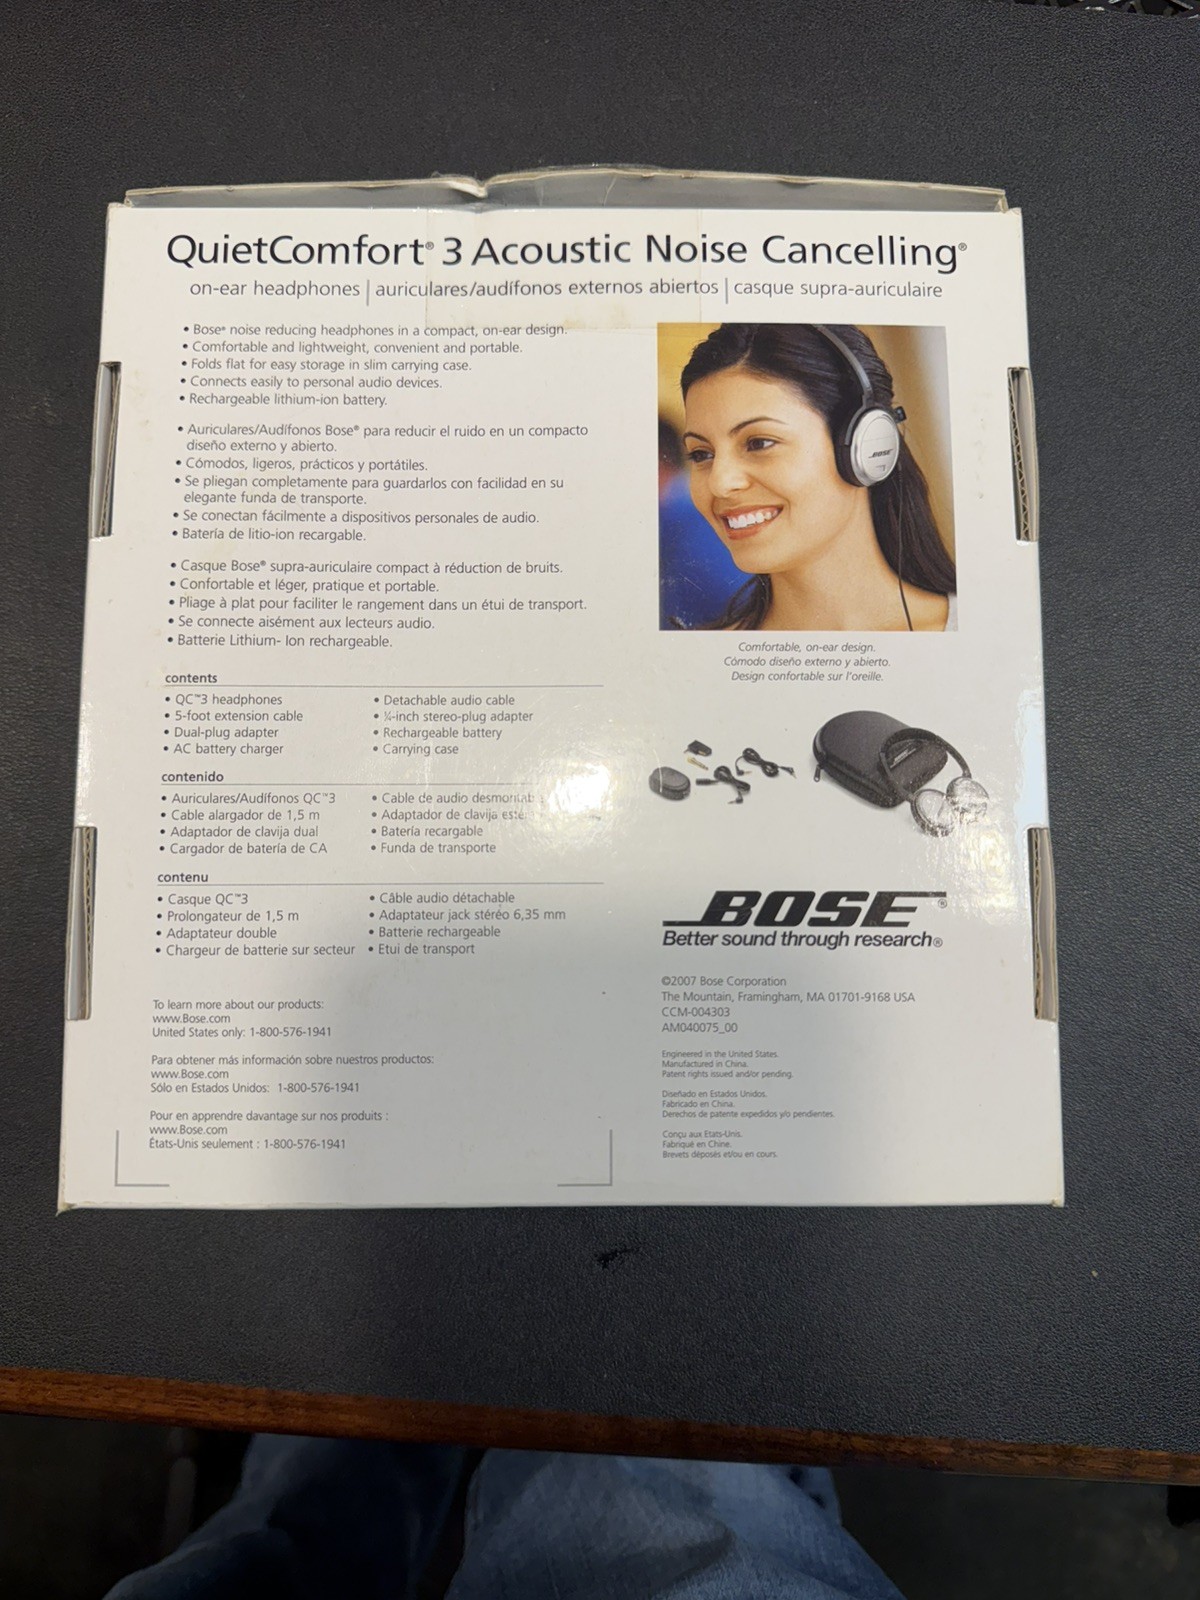 QuietComfort® 3 Acoustic Noise Cancelling®
on-ear headphones | auriculares/audífonos externos abiertos | casque supra-auriculaire
• Bose® noise reducing headphones in a compact, on-ear design.
• Comfortable and lightweight, convenient and portable.
• Folds flat for easy storage in slim carrying case.
• Connects easily to personal audio devices.
• Rechargeable lithium-ion battery.
• Auriculares/Audífonos Bose® para reducir el ruido en un compacto
diseño externo y abierto.
• Cómodos, ligeros, prácticos y portátiles.
• Se pliegan completamente para guardarlos con facilidad en su
elegante funda de transporte.
• Se conectan fácilmente a dispositivos personales de audio.
• Batería de litio-ion recargable.
• Casque Bose® supra-auriculaire compact à réduction de bruits.
• Confortable et léger, pratique et portable.
• Pliage à plat pour faciliter le rangement dans un étui de transport.
• Se connecte aisément aux lecteurs audio.
• Batterie Lithium- Ion rechargeable.
BOSE
Comfortable, on-ear design.
Cómodo diseño externo y abierto.
Design confortable sur l'oreille.
contents
• QC™3 headphones
• 5-foot extension cable
• Dual-plug adapter
• AC battery charger
• Detachable audio cable
• ¼-inch stereo-plug adapter
• Rechargeable battery
• Carrying case
contenido
• Auriculares/Audífonos QC™3
• Cable alargador de 1,5 m
• Adaptador de clavija dual
• Cargador de batería de CA
• Cable de audio
• Adaptador de clavija
• Batería recargable
• Funda de transporte
contenu
• Casque QC™3
• Prolongateur de 1,5 m
• Adaptateur double
• Chargeur de batterie sur secteur
• Câble audio détachable
• Adaptateur jack stéréo 6,35 mm
• Batterie rechargeable
• Etui de transport
BOSE®
Better sound through research®
©2007 Bose Corporation
The Mountain, Framingham, MA 01701-9168 USA
CCM-004303
AM040075_00
Engineered in the United States.
Manufactured in China.
Patent rights issued and/or pending.
Diseñado en Estados Unidos.
Fabricado en China.
Derechos de patente expedidos y/o pendientes.
Conçu aux Etats-Unis.
Fabriqué en Chine.
Brevets déposés et/ou en cours.
To learn more about our products:
www.Bose.com
United States only: 1-800-576-1941
Para obtener más información sobre nuestros productos:
www.Bose.com
Sólo en Estados Unidos: 1-800-576-1941
Pour en apprendre davantage sur nos produits :
www.Bose.com
États-Unis seulement : 1-800-576-1941